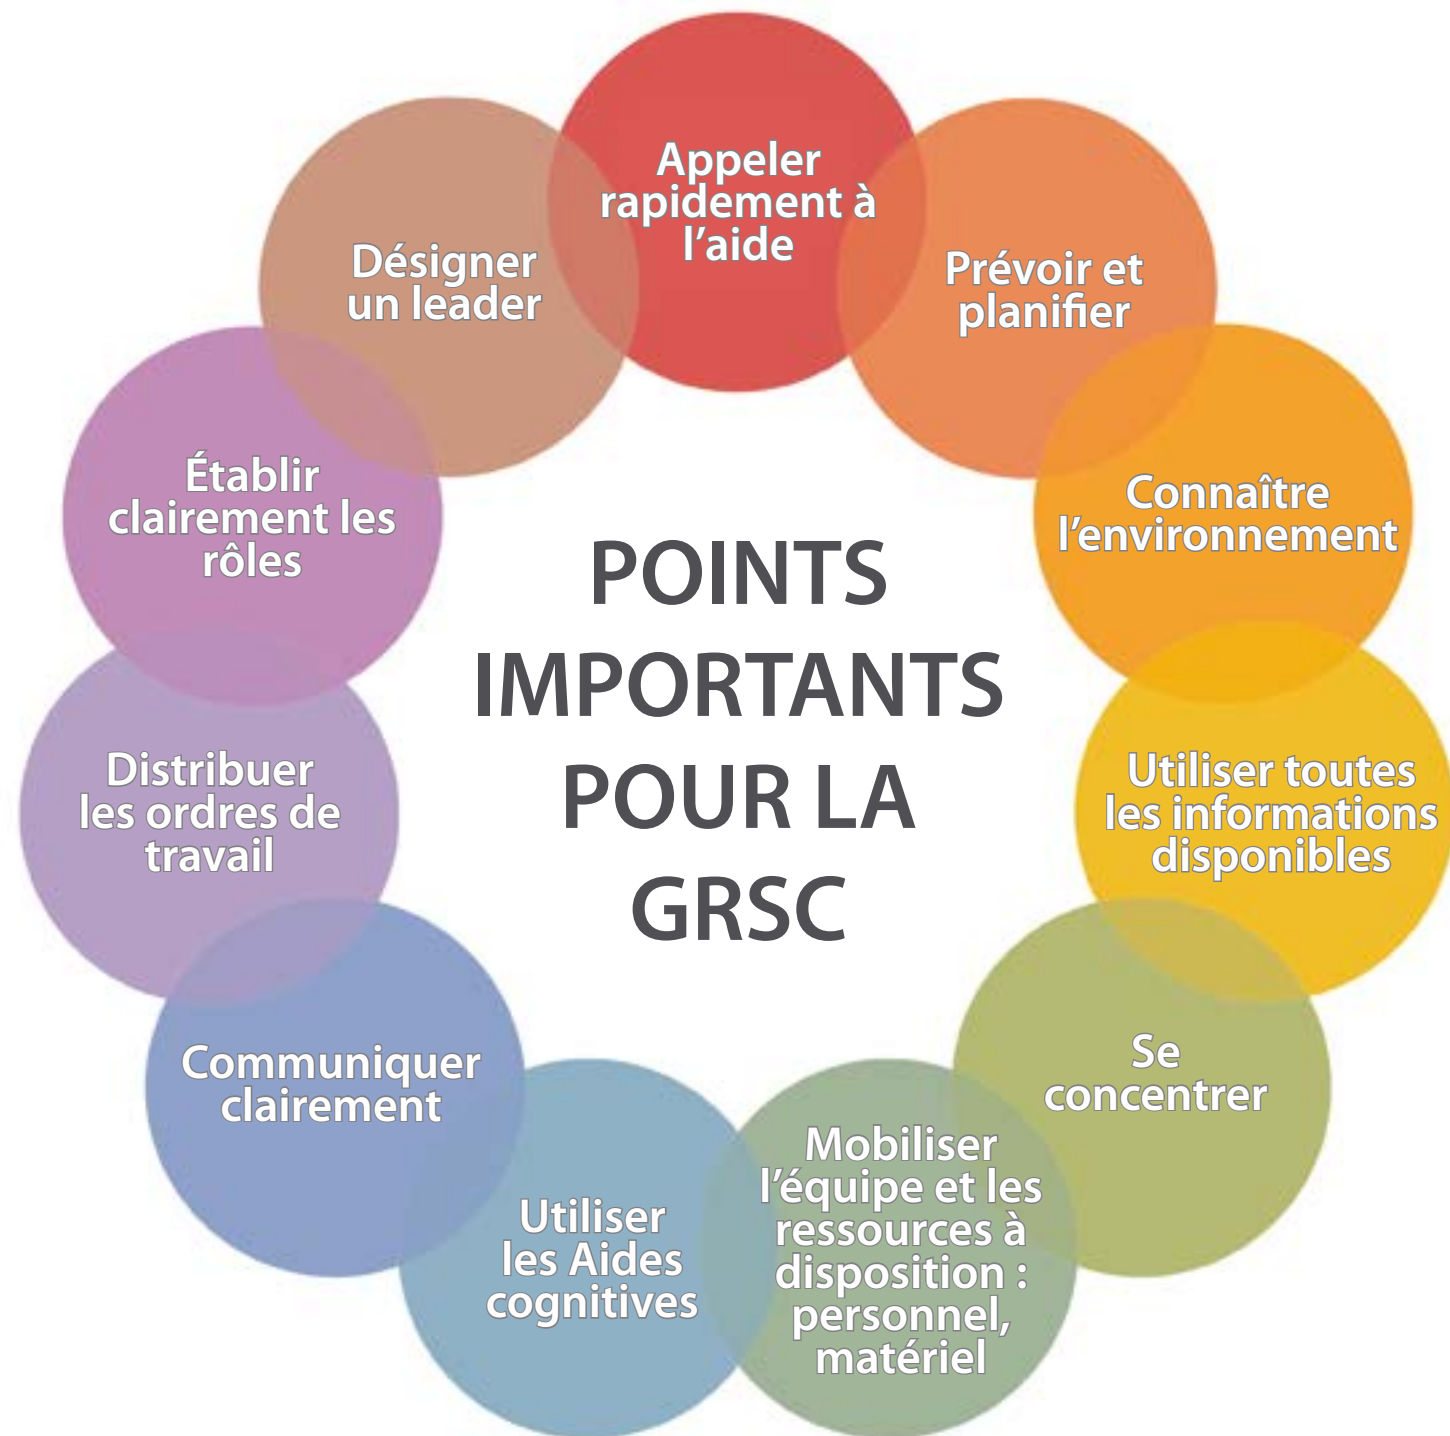 Appeler
rapidement à
l'aide
Prévoir et
planifier
Connaître
l'environnement
Utiliser toutes
les informations
disponibles
Se
concentrer
Mobiliser
l'équipe et les
ressources à
disposition :
personnel,
matériel
Utiliser
les Aides
cognitives
Communiquer
clairement
Distribuer
les ordres de
travail
Établir
clairement les
rôles
Désigner
un leader
POINTS
IMPORTANTS
POUR LA
GRSC